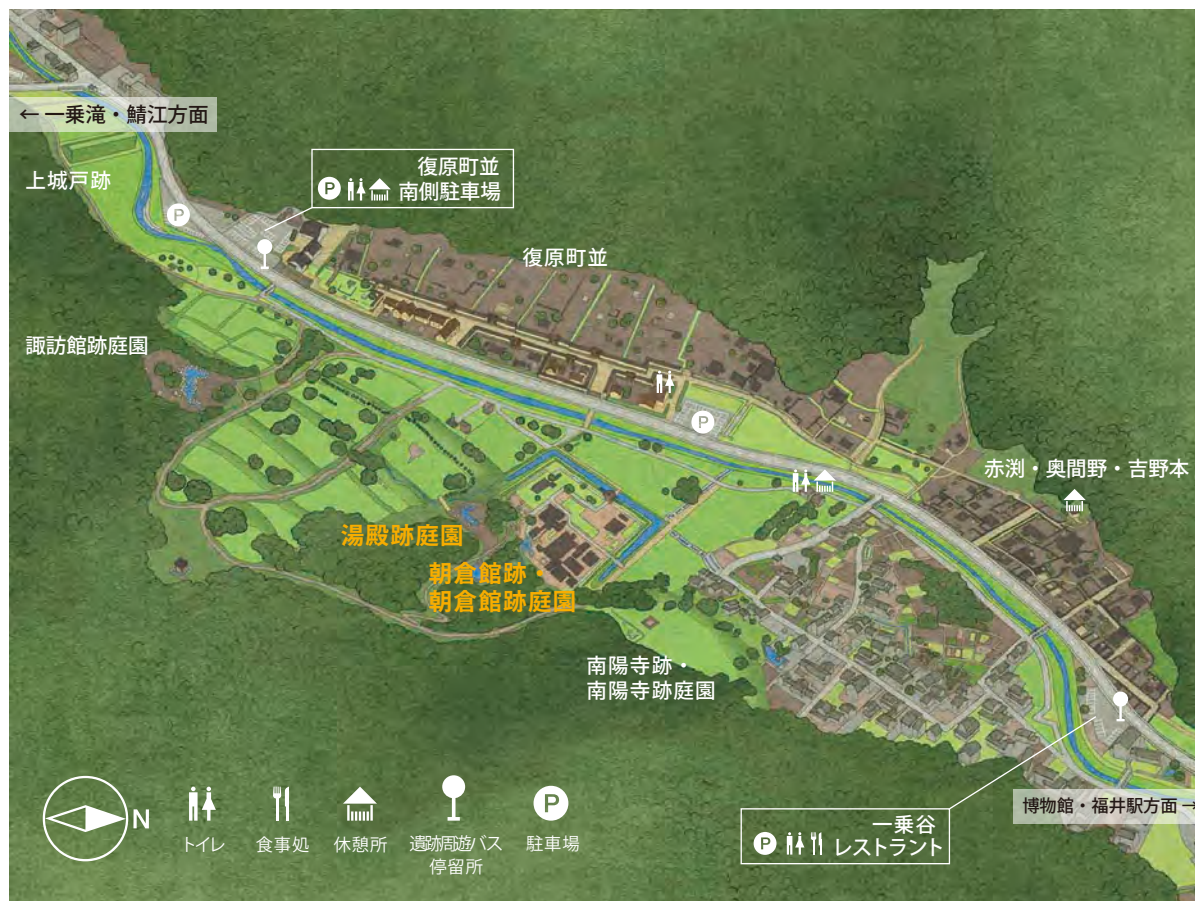 ← 一乗滝・鯖江方面
上城戸跡
復原町並
P 南側駐車場
P
復原町並
諏訪館跡庭園
P
赤渕・奥間野・吉野本
湯殿跡庭園
朝倉館跡・
朝倉館跡庭園
南陽寺跡・
南陽寺跡庭園
博物館・福井駅方面 →
一乗谷
P レストラント
N
P
トイレ
食事処
休憩所
遺跡周遊バス
停留所
駐車場